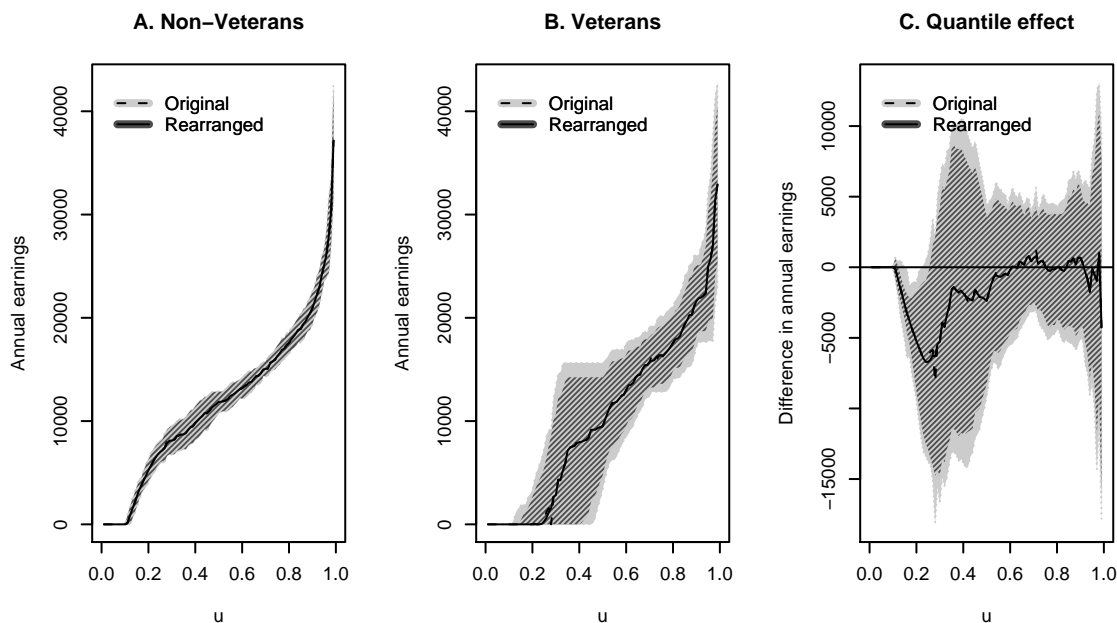 A. Non−Veterans
Original
Rearranged
Annual earnings
0
10000
20000
30000
40000
0.0 0.2 0.4 0.6 0.8 1.0
u
B. Veterans
Original
Rearranged
Annual earnings
0
10000
20000
30000
40000
0.0 0.2 0.4 0.6 0.8 1.0
u
C. Quantile effect
Original
Rearranged
Difference in annual earnings
−15000
−5000
0
5000
10000
0.0 0.2 0.4 0.6 0.8 1.0
u